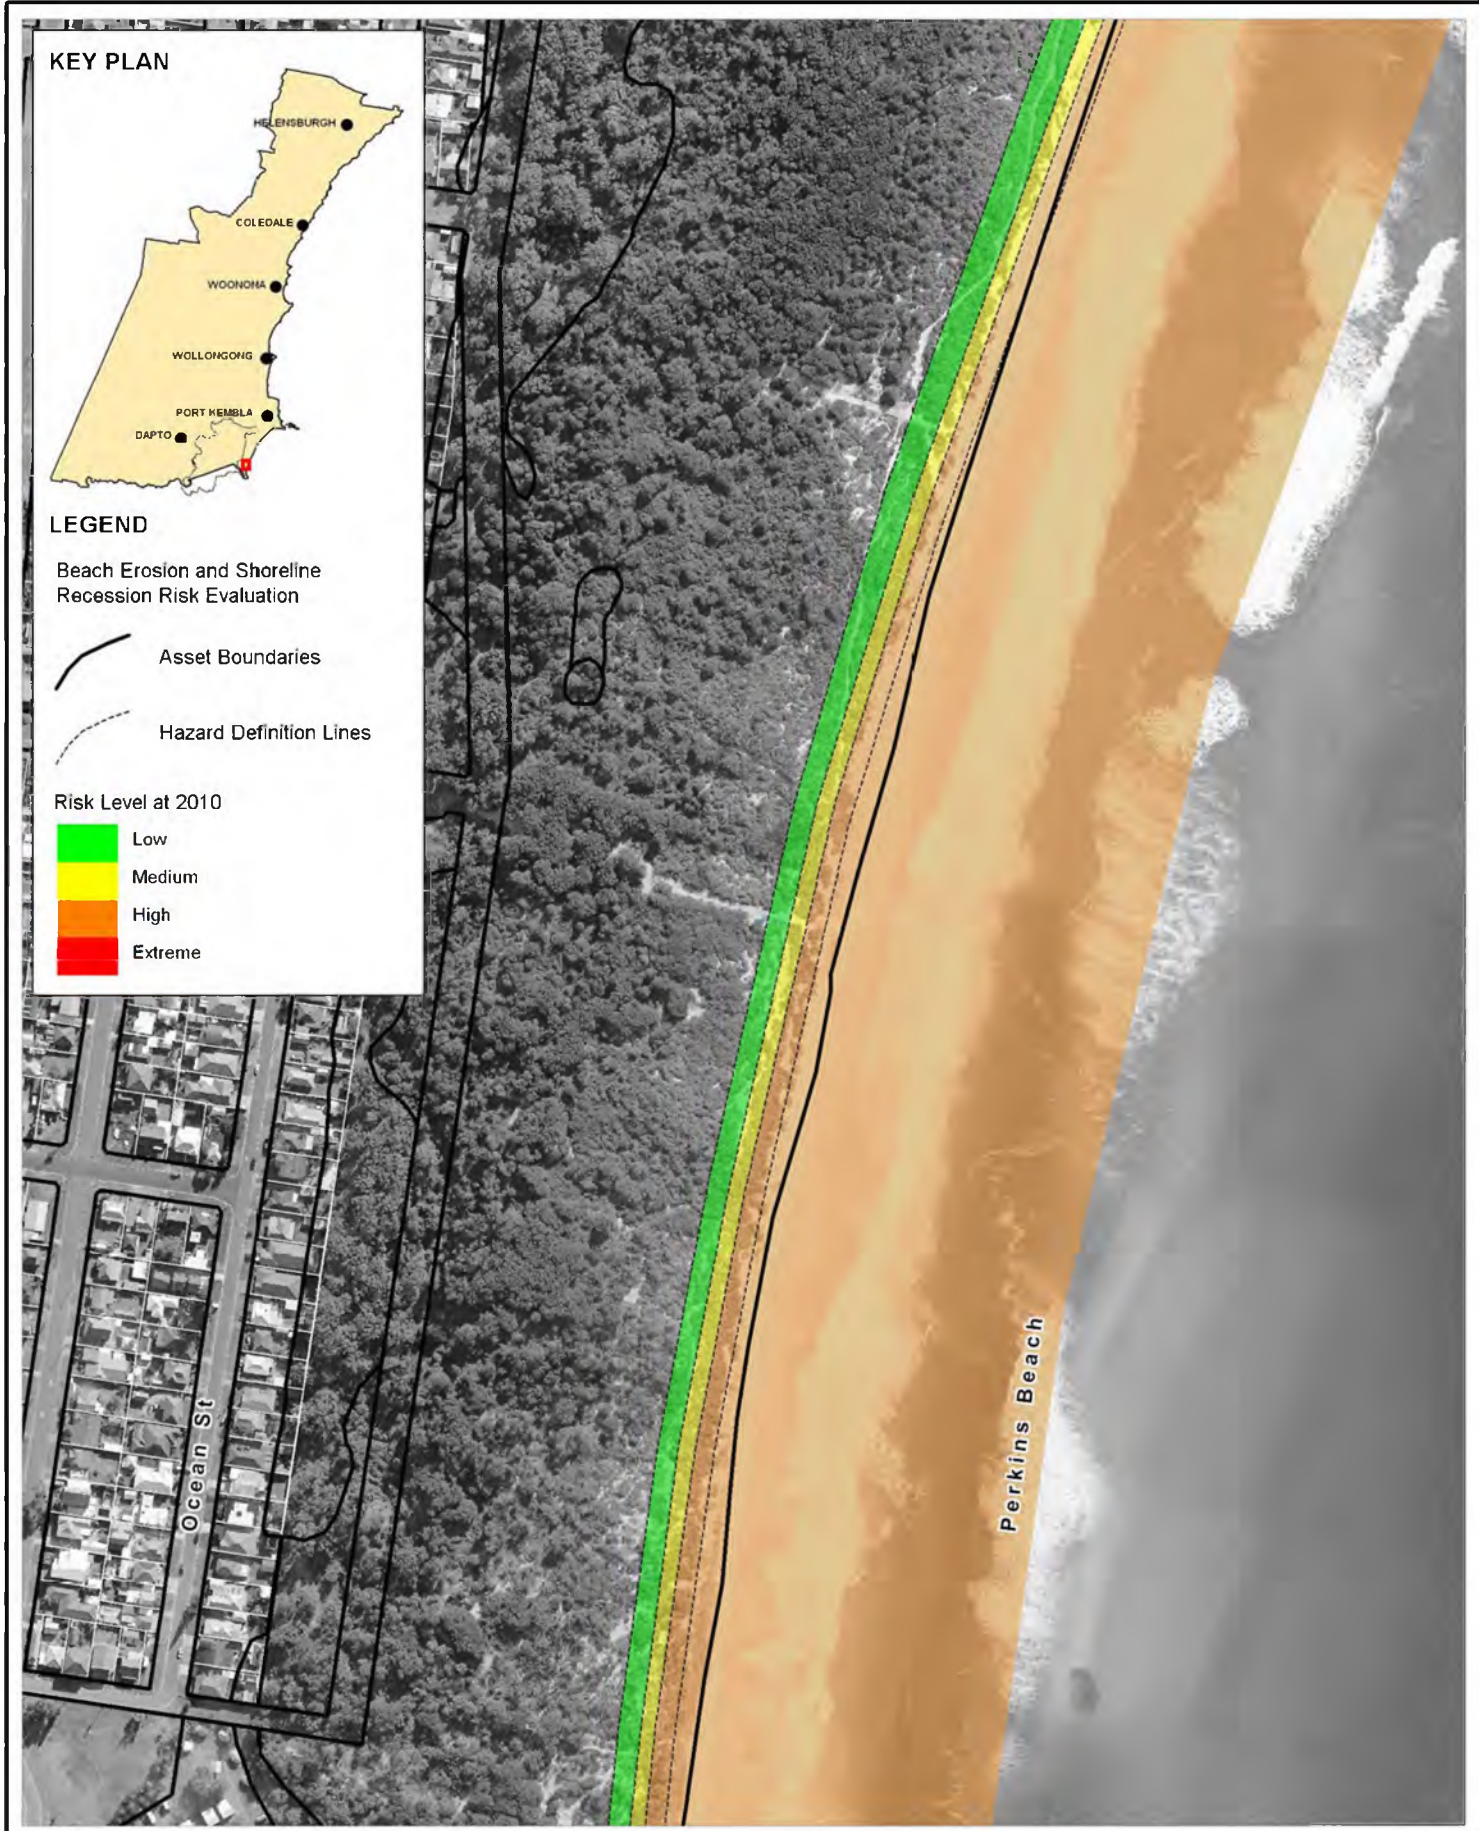 KEY PLAN
HELENSBURGH
COLEDALE
WOONONA
WOLLONGONG
PORT KEMBLA
DAPTO
LEGEND
Beach Erosion and Shoreline
Recession Risk Evaluation
Asset Boundaries
Hazard Definition Lines
Risk Level at 2010
Low
Medium
High
Extreme
Ocean St
Perkins Beach